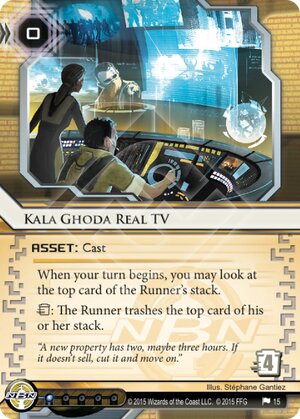 0
KALA GHODA REAL TV
ASSET: Cast
When your turn begins, you may look at
the top card of the Runner's stack.
: The Runner trashes the top card of his
or her stack.
"A new property has two, maybe three hours. If
it doesn't sell, cut it and move on."
4
Illus. Stéphane Gantiez
NBN
© 2015 Wizards of the Coast LLC. © 2015 FFG
15